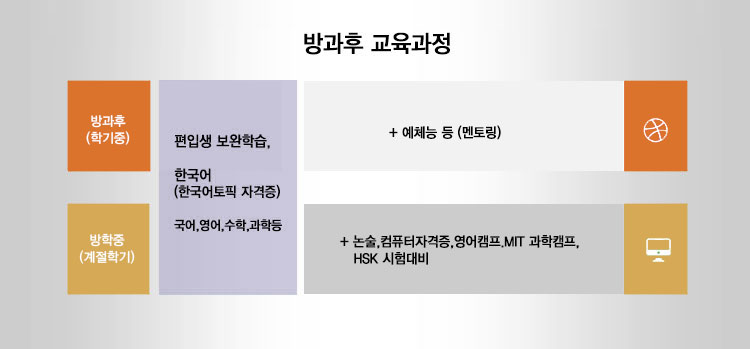 방과후 교육과정
방과후
(학기중)
편입생 보완학습,
한국어
(한국어토픽 자격증)
국어,영어,수학,과학등
+ 예체능 등 (멘토링)
방학중
(계절학기)
+ 논술,컴퓨터자격증,영어캠프,MIT 과학캠프,
HSK 시험대비